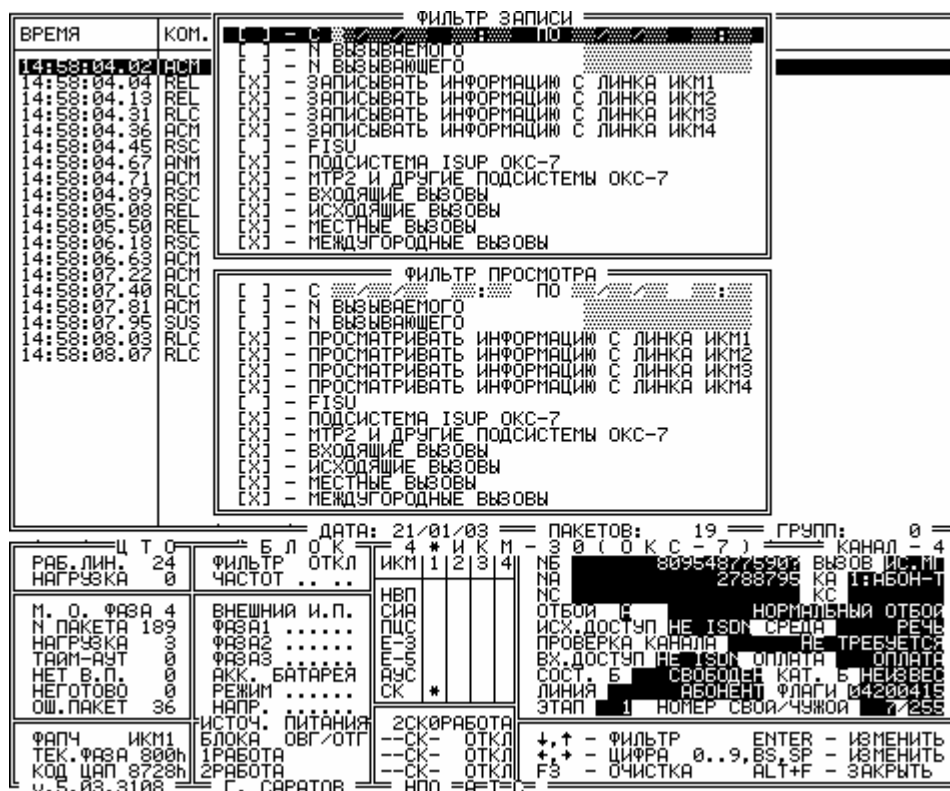 ФИЛЬТР ЗАПИСИ
ВРЕМЯ КОМ.
[ ] - С / / : ПО / / :
[ ] - N ВЫЗЫВАЕМОГО
[ ] - N ВЫЗЫВАЮЩЕГО
14:58:04.02 ACM
14:58:04.04 REL [X] - ЗАПИСЫВАТЬ ИНФОРМАЦИЮ С ЛИНКА ИКМ1
14:58:04.13 REL [X] - ЗАПИСЫВАТЬ ИНФОРМАЦИЮ С ЛИНКА ИКМ2
14:58:04.31 RLC [X] - ЗАПИСЫВАТЬ ИНФОРМАЦИЮ С ЛИНКА ИКМ3
14:58:04.36 ACM [X] - ЗАПИСЫВАТЬ ИНФОРМАЦИЮ С ЛИНКА ИКМ4
14:58:04.45 RSC [ ] - FISU
14:58:04.67 ANM [X] - ПОДСИСТЕМА ISUP ОКС-7
14:58:04.71 ACM [X] - МТР2 И ДРУГИЕ ПОДСИСТЕМЫ ОКС-7
14:58:04.89 RSC [X] - ВХОДЯЩИЕ ВЫЗОВЫ
14:58:05.08 REL [X] - ИСХОДЯЩИЕ ВЫЗОВЫ
14:58:05.50 REL [X] - МЕСТНЫЕ ВЫЗОВЫ
14:58:06.18 RSC [X] - МЕЖДУГОРОДНЫЕ ВЫЗОВЫ
14:58:06.63 ACM
14:58:07.22 ACM ФИЛЬТР ПРОСМОТРА
14:58:07.40 RLC [ ] - С / / : ПО / / :
14:58:07.81 ACM [ ] - N ВЫЗЫВАЕМОГО
14:58:07.95 SUS [ ] - N ВЫЗЫВАЮЩЕГО
14:58:08.03 RLC [X] - ПРОСМАТРИВАТЬ ИНФОРМАЦИЮ С ЛИНКА ИКМ1
14:58:08.07 RLC [X] - ПРОСМАТРИВАТЬ ИНФОРМАЦИЮ С ЛИНКА ИКМ2
[X] - ПРОСМАТРИВАТЬ ИНФОРМАЦИЮ С ЛИНКА ИКМ3
[X] - ПРОСМАТРИВАТЬ ИНФОРМАЦИЮ С ЛИНКА ИКМ4
[ ] - FISU
[X] - ПОДСИСТЕМА ISUP ОКС-7
[X] - МТР2 И ДРУГИЕ ПОДСИСТЕМЫ ОКС-7
[X] - ВХОДЯЩИЕ ВЫЗОВЫ
[X] - ИСХОДЯЩИЕ ВЫЗОВЫ
[X] - МЕСТНЫЕ ВЫЗОВЫ
[X] - МЕЖДУГОРОДНЫЕ ВЫЗОВЫ
ДАТА: 21/01/03 ПАКЕТОВ: 19 ГРУПП: 0
Ц Т О
РАБ.ЛИН. 24
НАГРУЗКА 0
М. О. ФАЗА 4
N ПАКЕТА 189
НАГРУЗКА 3
ТАЙМ-АУТ 0
НЕТ В.П. 0
НЕГОТОВО 0
ОШ.ПАКЕТ 36
ФАПЧ ИКМ1
ТЕК.ФАЗА 800h
КОД ЦАП 8728h
v.5.03.3108
Б Л О К
ФИЛЬТР ОТКЛ
ЧАСТОТ .. ..
ВНЕШНИЙ И.П.
ФАЗА1 ......
ФАЗА2 ......
ФАЗА3 ......
АКК. БАТАРЕЯ
РЕЖИМ ......
НАПР. ......
ИСТОЧ. ПИТАНИЯ
БЛОКА ОВГ/ОТГ
1РАБОТА
2РАБОТА
Г. САРАТОВ
4 * И К М - 3 0 ( О К С - 7 )
ИКМ 1 2 3 4
НВП
СИА
ПЦС
Е-3
Е-5
АУС
СК *
2СК0РАБОТА
--СК- ОТКЛ
--СК- ОТКЛ
--СК- ОТКЛ
НПО =А=Т=С=
КАНАЛ - 4
NБ 80954877590? ВЫЗОВ ИС.МГ
NА 2788795 КА 1:АБОН-Т
NС КС
ОТБОЙ А НОРМАЛЬНЫЙ ОТБОЙ
ИСХ.ДОСТУП НЕ ISDN СРЕДА РЕЧЬ
ПРОВЕРКА КАНАЛА НЕ ТРЕБУЕТСЯ
ВХ.ДОСТУП НЕ ISDN ОПЛАТА ОПЛАТА
СОСТ. Б СВОБОДЕН КАТ. Б НЕИЗВЕС
ЛИНИЯ АБОНЕНТ ФЛАГИ 04200415
ЭТАП 1 НОМЕР СВОЙ/ЧУЖОЙ 7/255
↓,↑ - ФИЛЬТР ENTER - ИЗМЕНИТЬ
←,→ - ЦИФРА 0..9,BS,SP - ИЗМЕНИТЬ
F3 - ОЧИСТКА ALT+F - ЗАКРЫТЬ